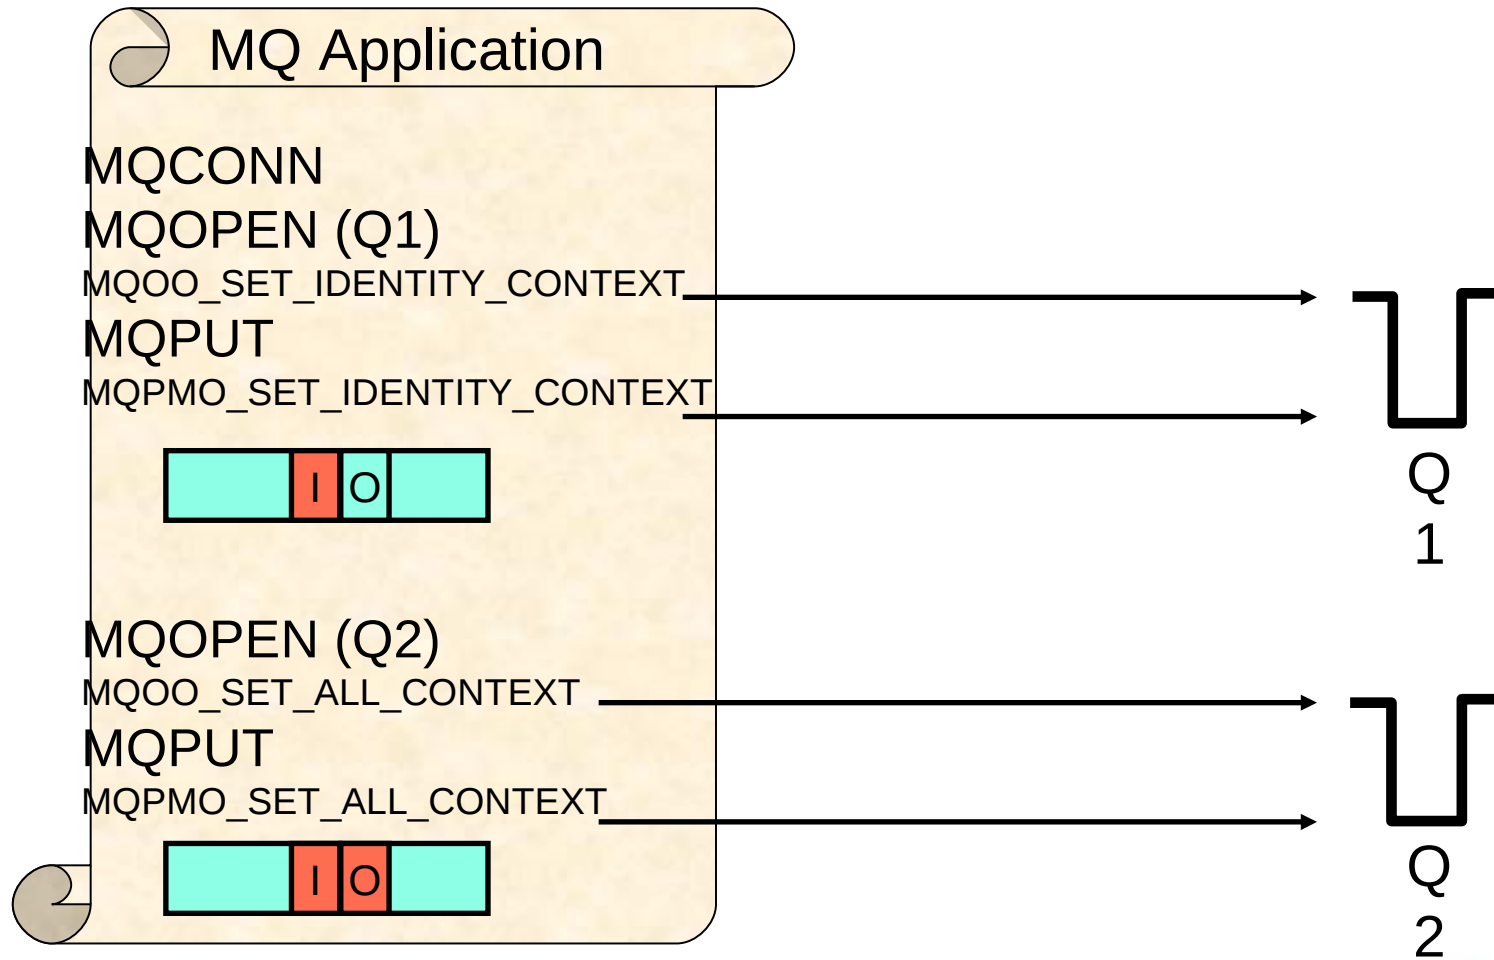 MQ Application
MQCONN
MQOPEN (Q1)
MQOO_SET_IDENTITY_CONTEXT
MQPUT
MQPMO_SET_IDENTITY_CONTEXT
I O
Q
1
MQOPEN (Q2)
MQOO_SET_ALL_CONTEXT
MQPUT
MQPMO_SET_ALL_CONTEXT
I O
Q
2